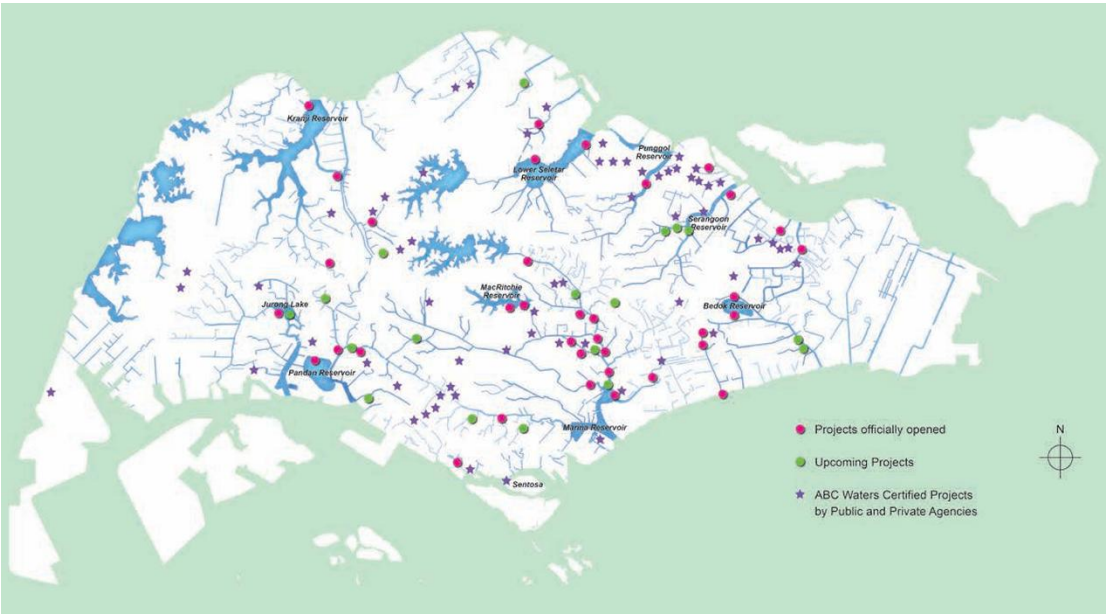 Kranji Reservoir
Punggol
Reservoir
Lower Seletar
Reservoir
Serangoon
Reservoir
MacRitchie
Reservoir
Jurong Lake
Bedok Reservoir
Pandan Reservoir
Marina Reservoir
Sentosa
Projects officially opened
Upcoming Projects
ABC Waters Certified Projects
by Public and Private Agencies
N